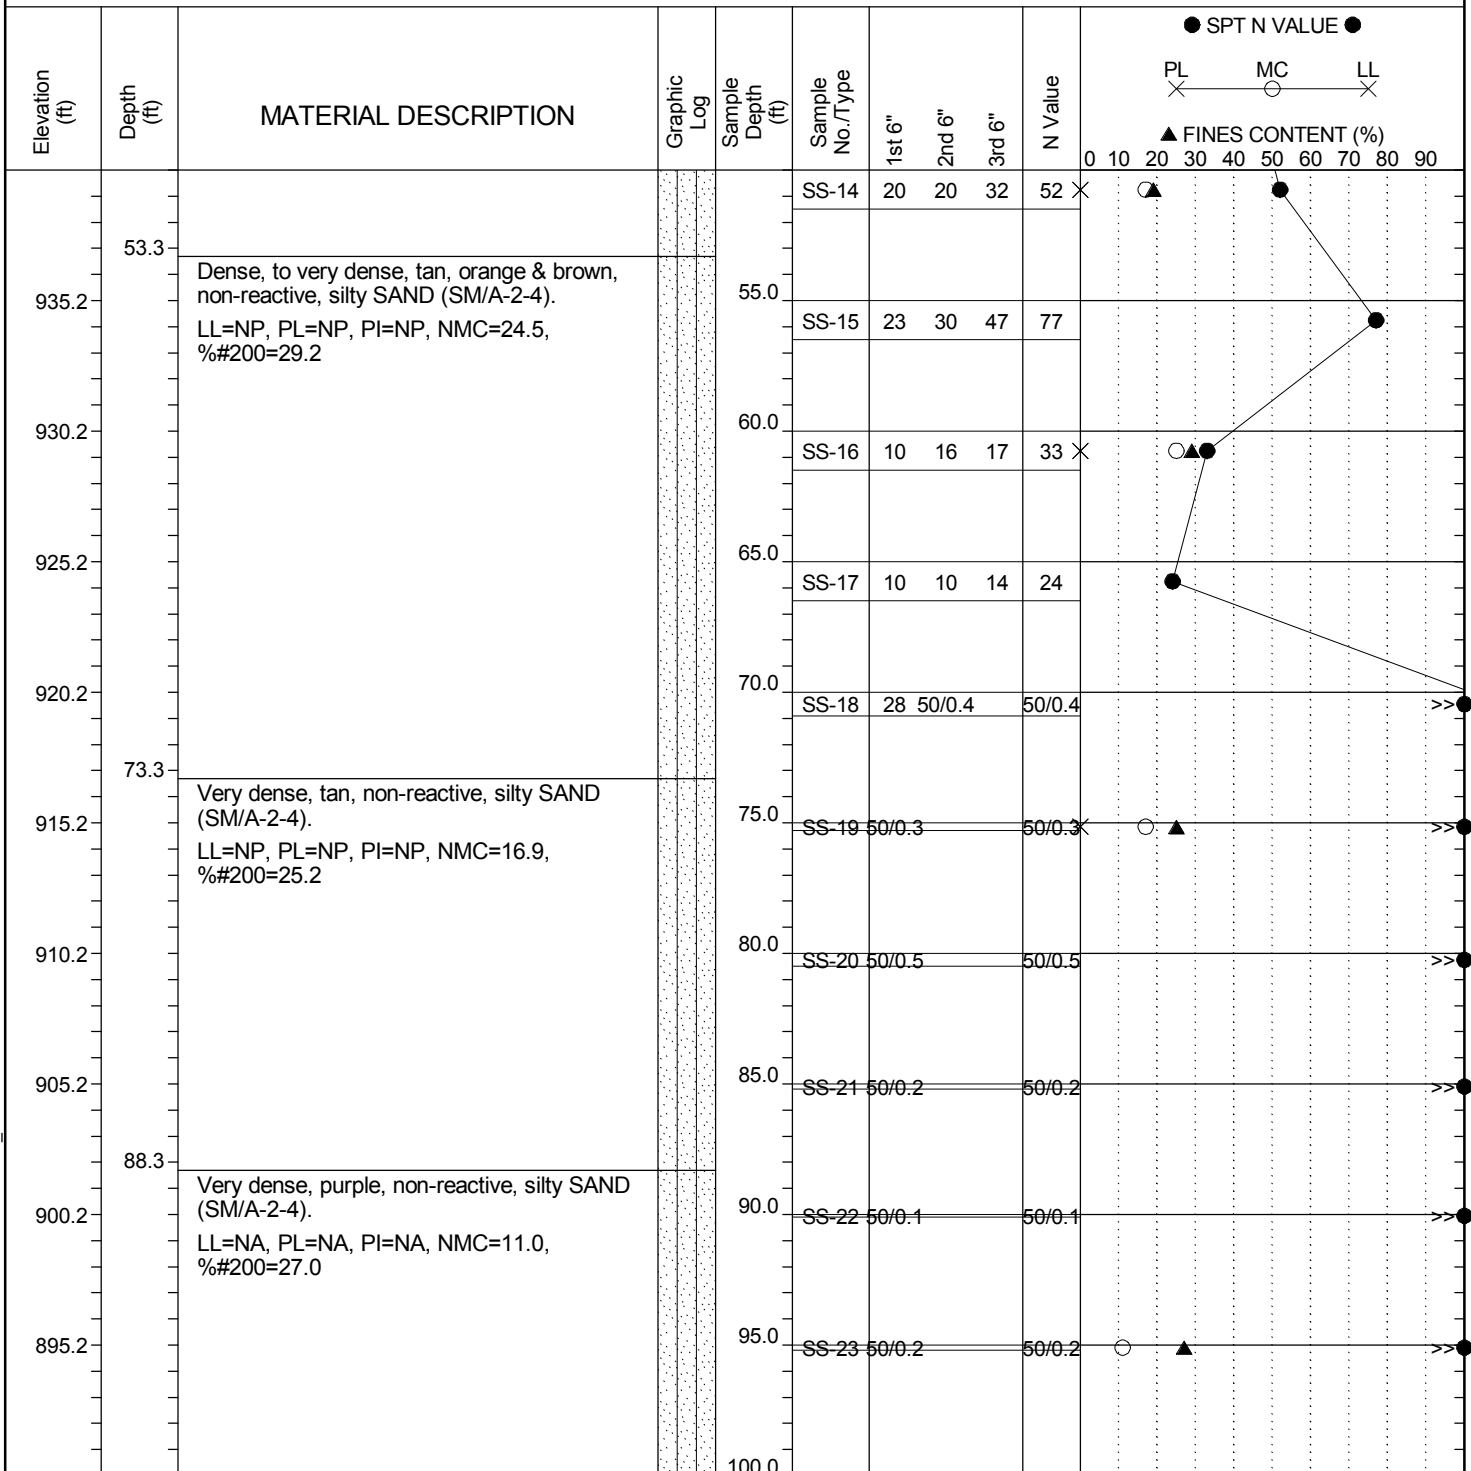 ● SPT N VALUE ●
PL MC LL
▲ FINES CONTENT (%)
Elevation (ft)
Depth (ft)
MATERIAL DESCRIPTION
Graphic Log
Sample Depth (ft)
Sample No./Type
1st 6"
2nd 6"
3rd 6"
N Value
0 10 20 30 40 50 60 70 80 90
SS-14 20 20 32 52
53.3
Dense, to very dense, tan, orange & brown,
non-reactive, silty SAND (SM/A-2-4).
LL=NP, PL=NP, PI=NP, NMC=24.5,
%#200=29.2
935.2 55.0
SS-15 23 30 47 77
930.2 60.0
SS-16 10 16 17 33
925.2 65.0
SS-17 10 10 14 24
920.2 70.0
SS-18 28 50/0.4 50/0.4 >>
73.3
Very dense, tan, non-reactive, silty SAND
(SM/A-2-4).
LL=NP, PL=NP, PI=NP, NMC=16.9,
%#200=25.2
915.2 75.0
SS-19 50/0.3 50/0.3 >>
910.2 80.0
SS-20 50/0.5 50/0.5 >>
905.2 85.0
SS-21 50/0.2 50/0.2 >>
88.3
Very dense, purple, non-reactive, silty SAND
(SM/A-2-4).
LL=NA, PL=NA, PI=NA, NMC=11.0,
%#200=27.0
900.2 90.0
SS-22 50/0.1 50/0.1 >>
895.2 95.0
SS-23 50/0.2 50/0.2 >>
100.0